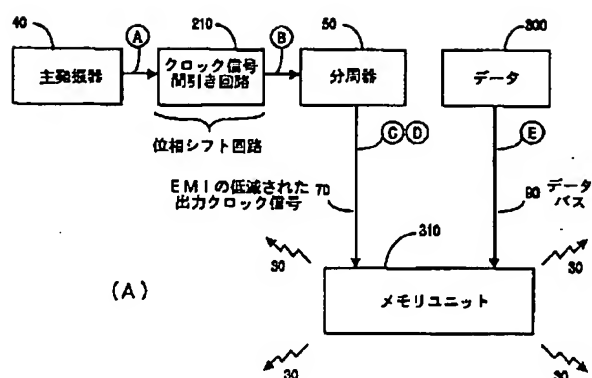 40
A
210
B
50
300
主発振器
クロック信号
間引き回路
分周器
データ
位相シフト回路
C D
E
EMIの低減された
出力クロック信号
70
90
データ
バス
310
30
30
メモリユニット
(A)
30
30